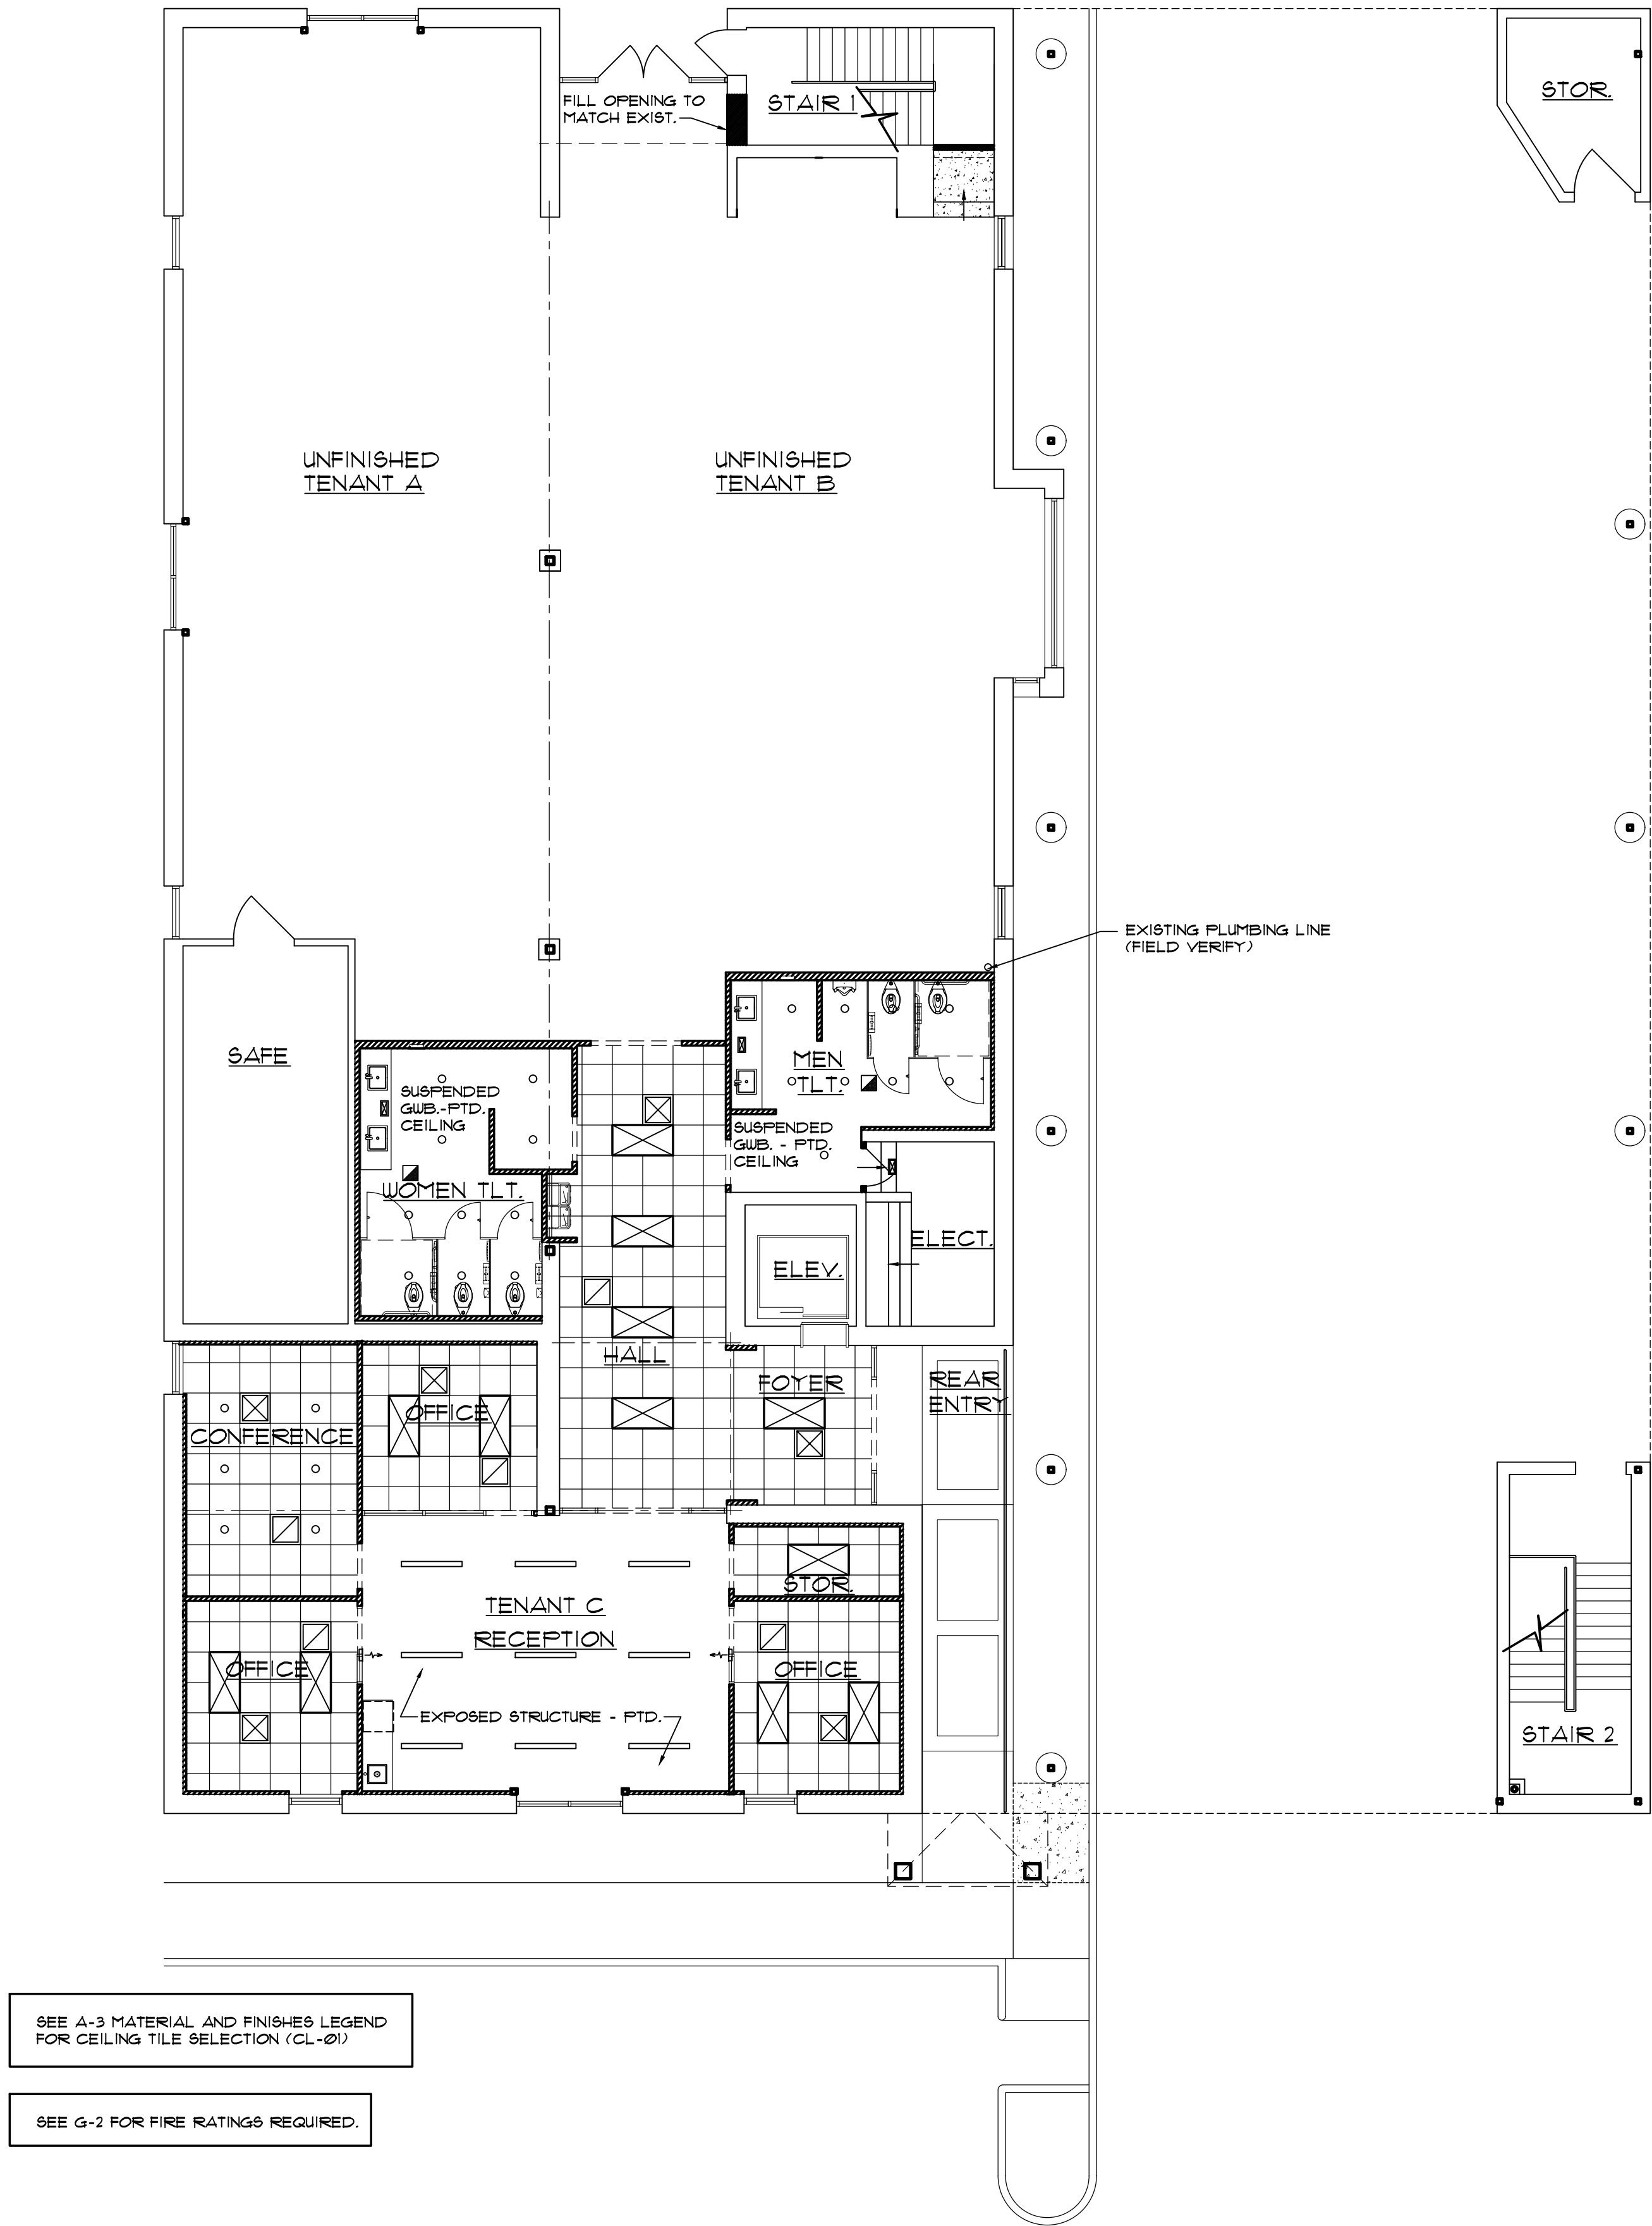 FILL OPENING TO
MATCH EXIST.
STAIR 1
STOR.
UNFINISHED
TENANT A
UNFINISHED
TENANT B
EXISTING PLUMBING LINE
(FIELD VERIFY)
SAFE
MEN
TLT.
SUSPENDED
GWB.-PTD.
CEILING
SUSPENDED
GWB. - PTD.
CEILING
WOMEN TLT.
ELECT.
ELEV.
HALL
FOYER
REAR
ENTRY
OFFICE
CONFERENCE
STOR.
TENANT C
RECEPTION
OFFICE
OFFICE
EXPOSED STRUCTURE - PTD.
STAIR 2
SEE A-3 MATERIAL AND FINISHES LEGEND
FOR CEILING TILE SELECTION (CL-01)
SEE G-2 FOR FIRE RATINGS REQUIRED.